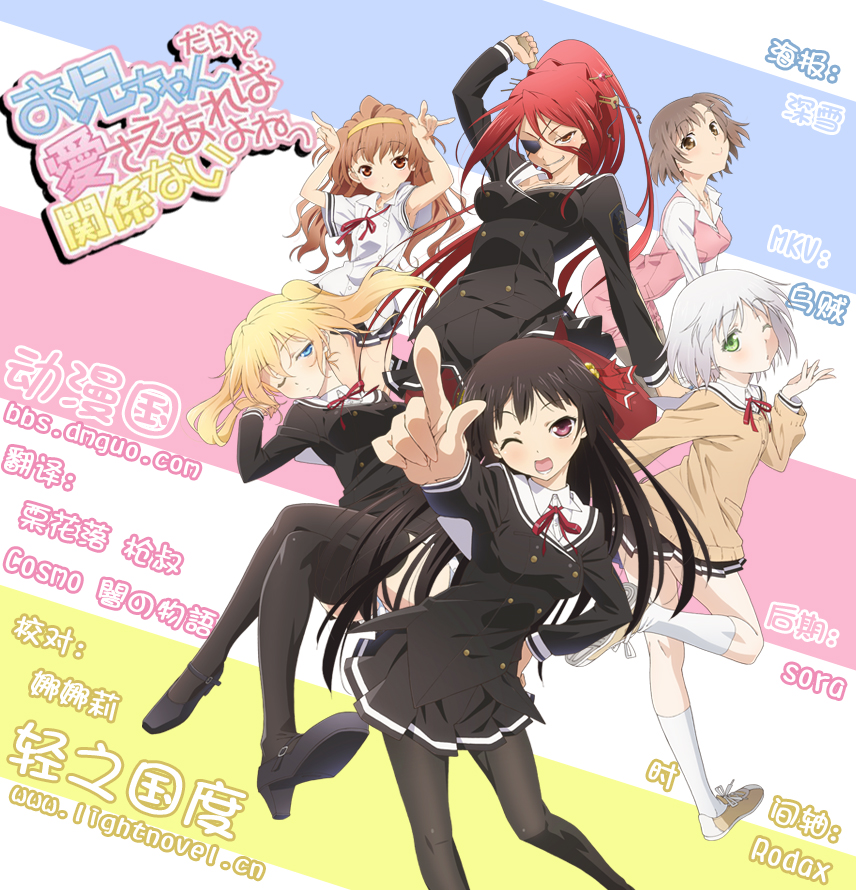 お兄ちゃんだけど
愛さえあれば
関係ないよねっ
海报:
深雪
MKV:
乌贼
动漫国
bbs.dmguo.com
翻译:
栗花落 枪叔
Cosmo 闇の物語
校对:
娜娜莉
轻之国度
www.lightnovel.cn
后期:
sora
时间轴:
Rodax